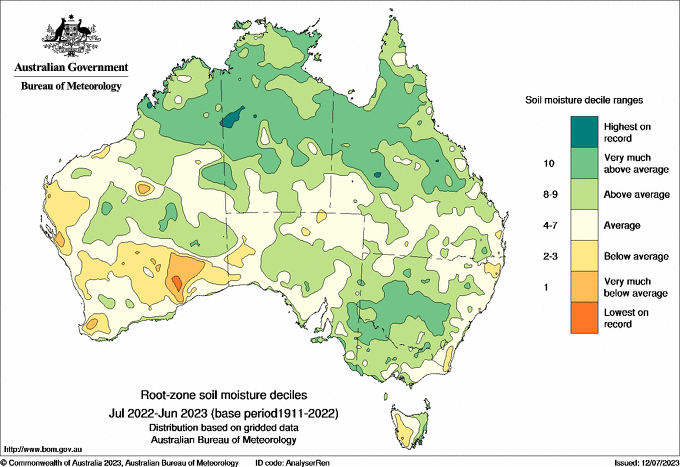 Australian Government
Bureau of Meteorology
Soil moisture decile ranges
Highest on
record
10 Very much
above average
8-9 Above average
4-7 Average
2-3 Below average
1 Very much
below average
Lowest on
record
Root-zone soil moisture deciles
Jul 2022-Jun 2023 (base period1911-2022)
Distribution based on gridded data
Australian Bureau of Meteorology
http://www.bom.gov.au
© Commonwealth of Australia 2023, Australian Bureau of Meteorology ID code: AnalyserRen Issued: 12/07/2023